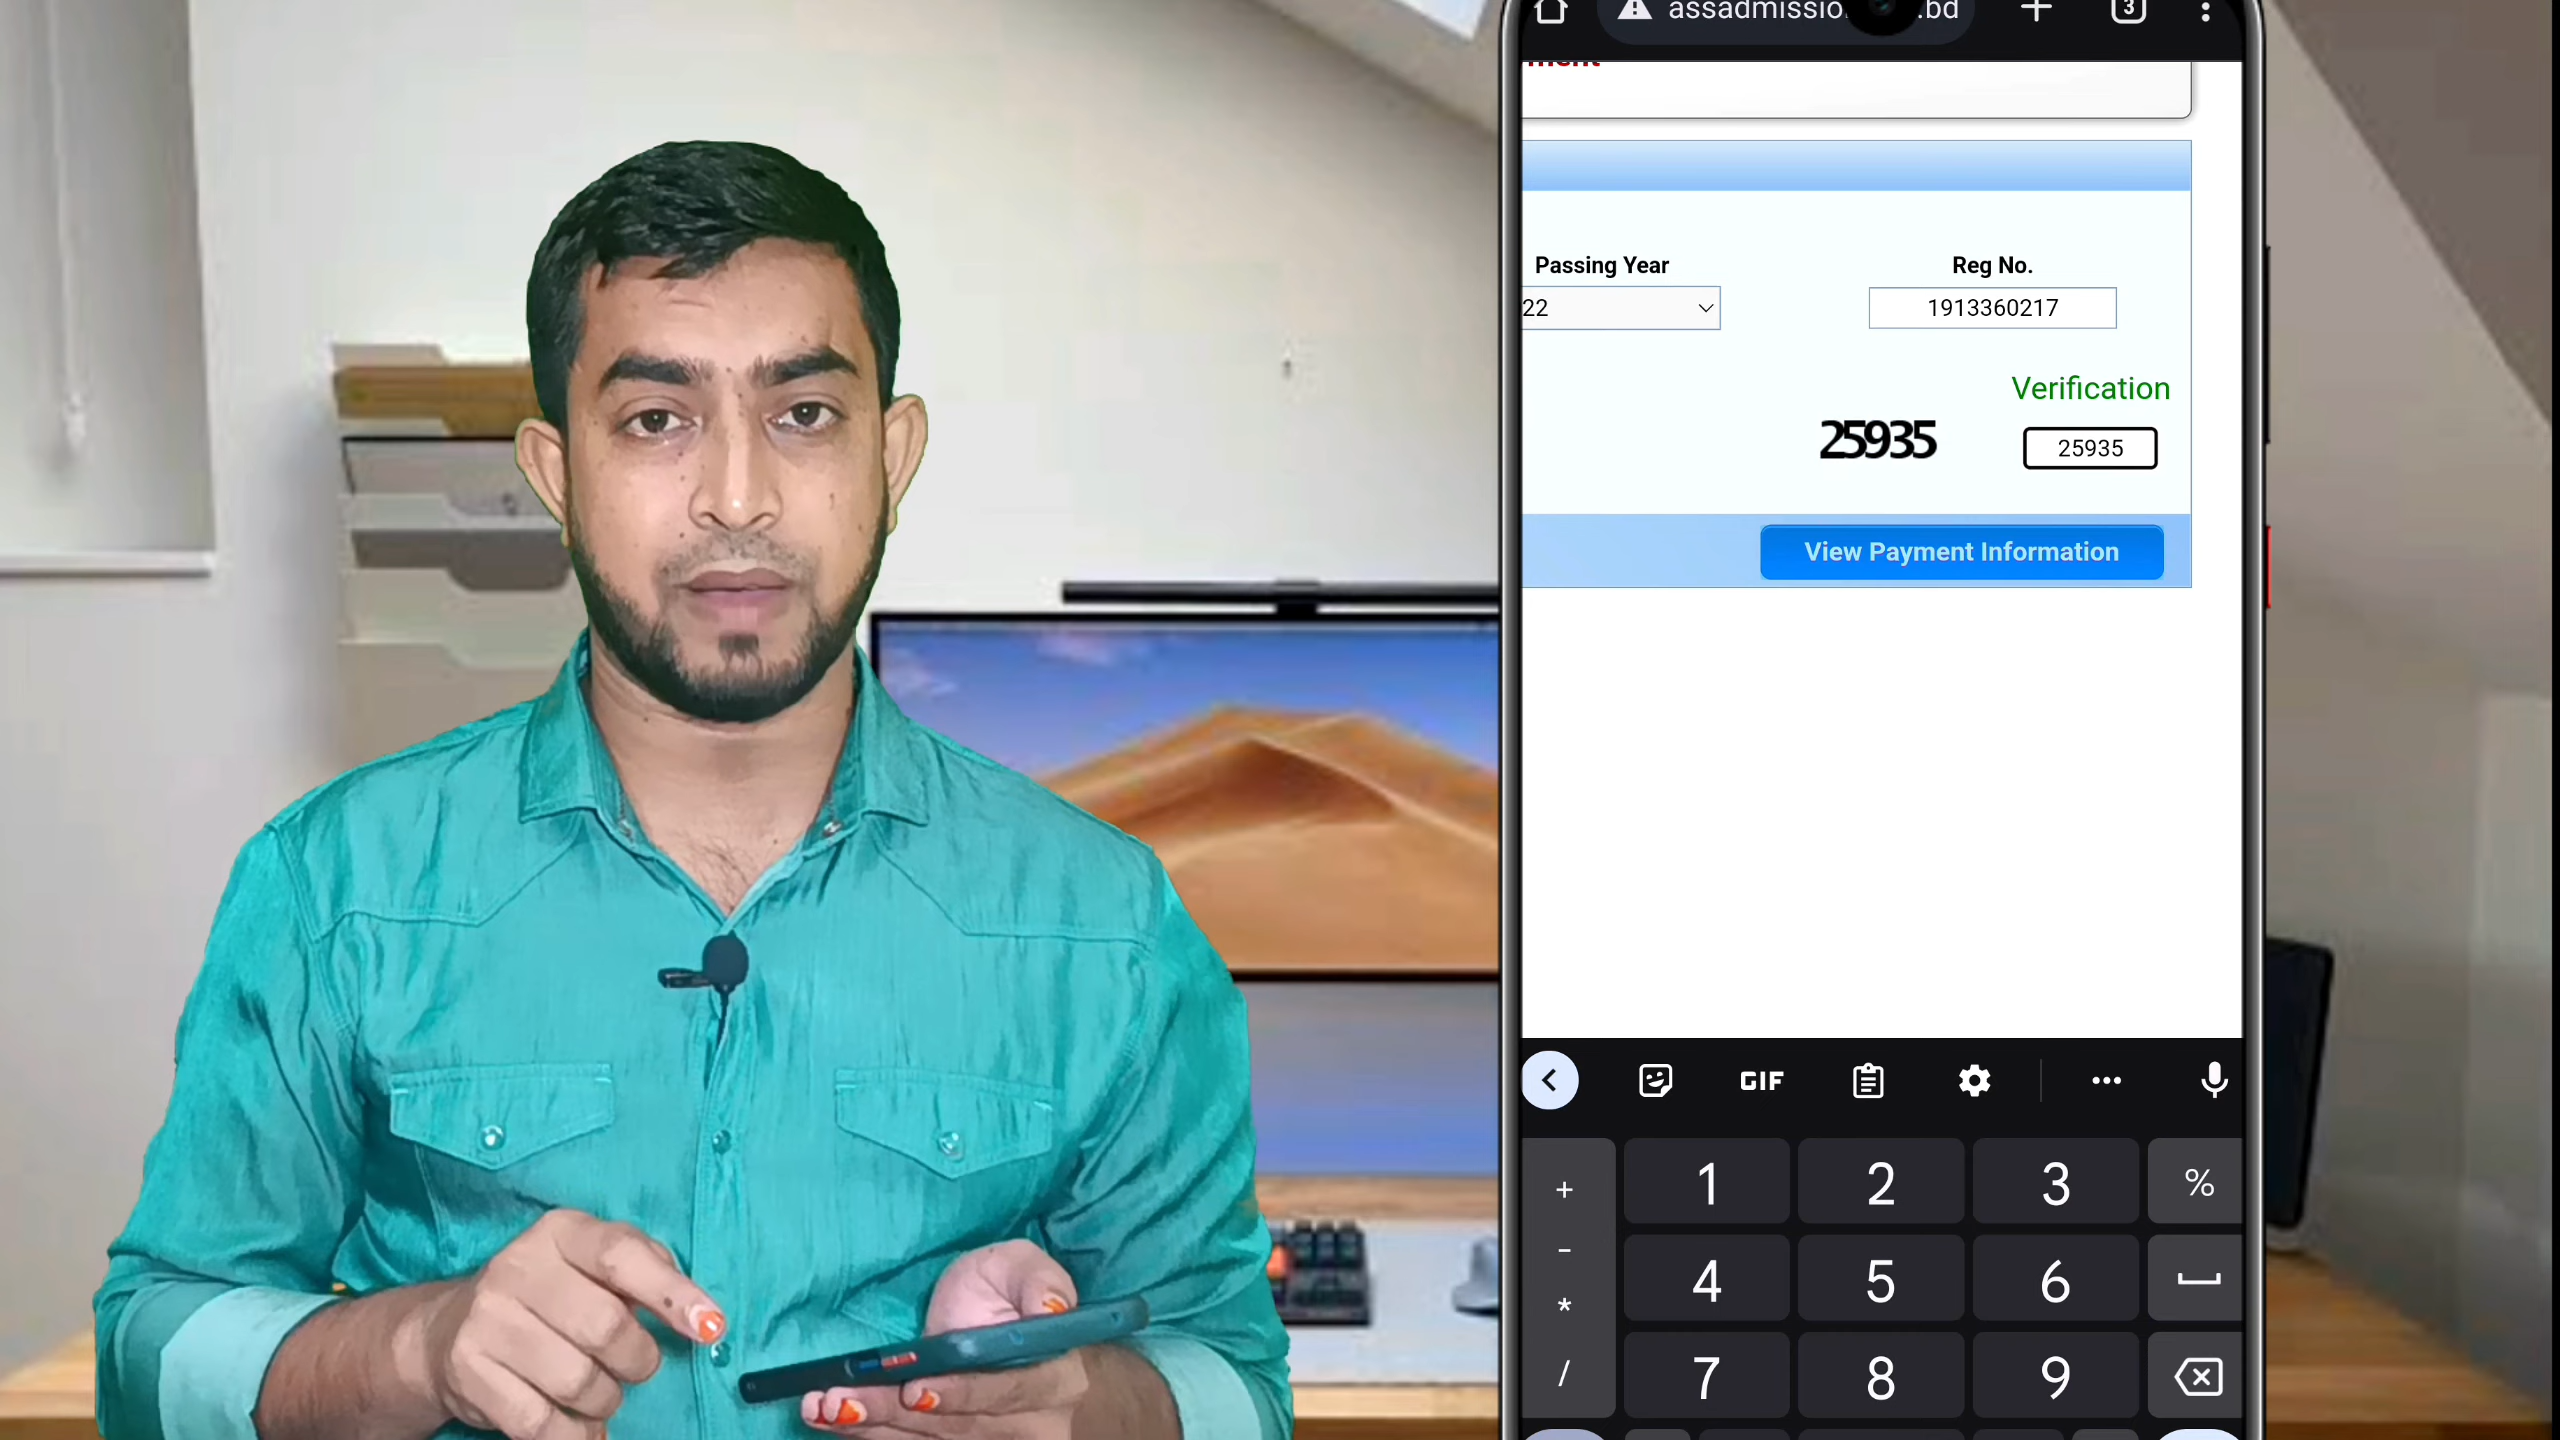 assadmissio .bd
3
Passing Year
Reg No.
22
1913360217
Verification
25935
25935
View Payment Information
GIF
+ 1 2 3 %
-
4 5 6
*
/ 7 8 9